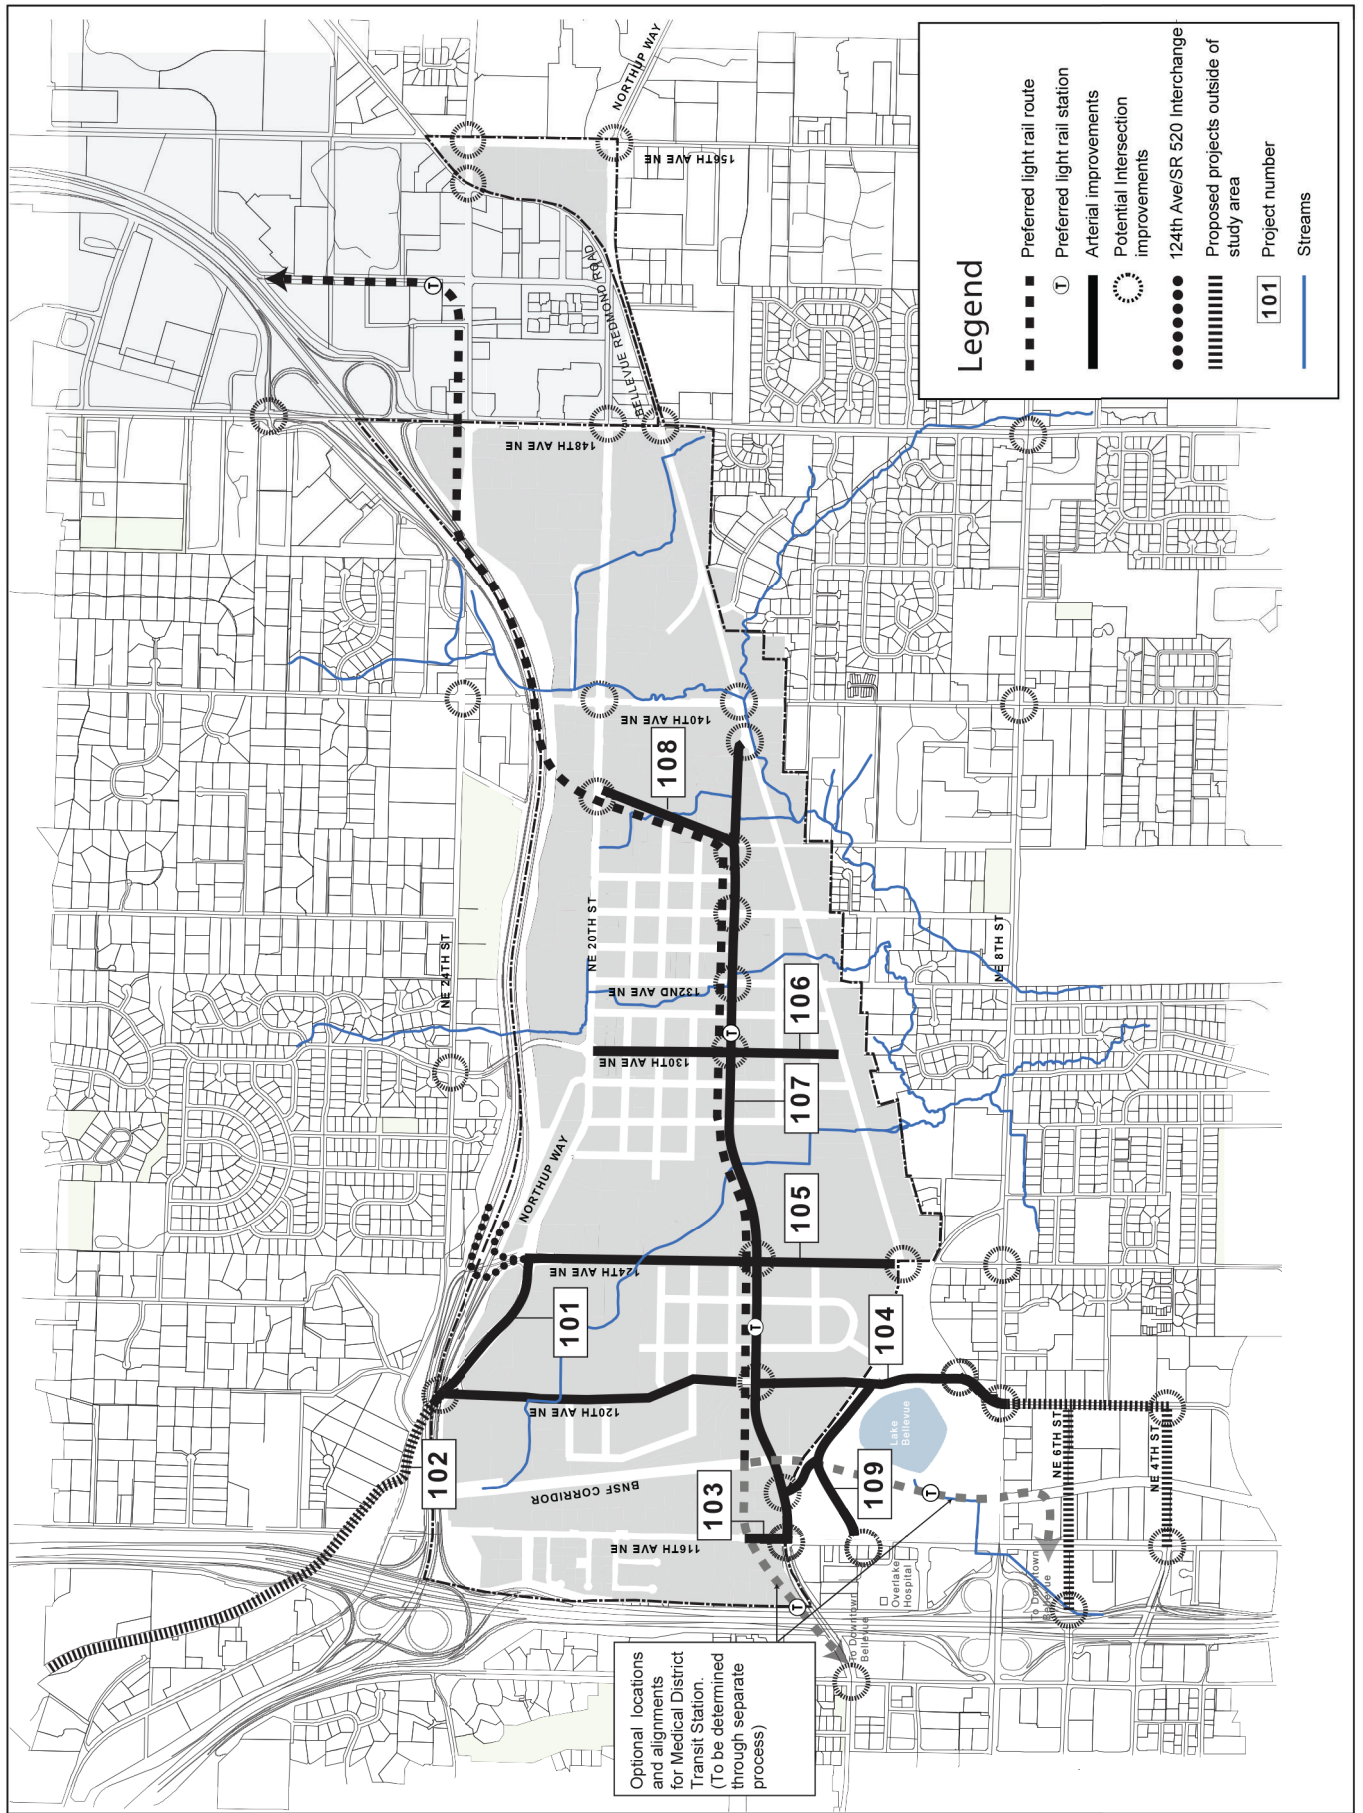 Legend
Preferred light rail route
Preferred light rail station
Arterial improvements
Potential Intersection
improvements
124th Ave/SR 520 Interchange
Proposed projects outside of
study area
101
Project number
Streams
T
NORTHUP WAY
156TH AVE NE
BELLEVUE REDMOND ROAD
T
148TH AVE NE
140TH AVE NE
108
NE 20TH ST
NE 24TH ST
132ND AVE NE
NE 8TH ST
106
T
130TH AVE NE
107
NORTHUP WAY
105
124TH AVE NE
101
T
104
120TH AVE NE
Lake
Bellevue
NE 6TH ST
NE 4TH ST
102
BNSF CORRIDOR
109
103
T
116TH AVE NE
Overlake
Hospital
To Downtown
Bellevue
T
To Downtown
Bellevue
Optional locations
and alignments
for Medical District
Transit Station.
(To be determined
through separate
process)